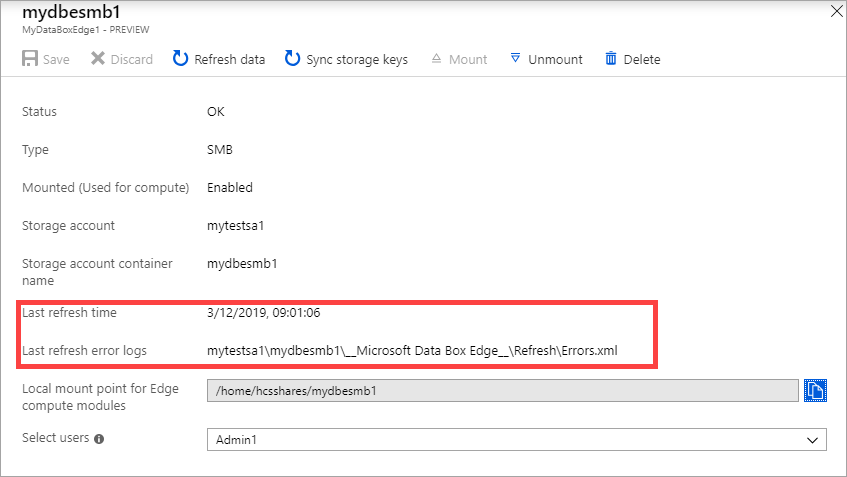 mydbesmb1
MyDataBoxEdge1 - PREVIEW
Save Discard Refresh data Sync storage keys Mount Unmount Delete
Status OK
Type SMB
Mounted (Used for compute) Enabled
Storage account mytestsa1
Storage account container mydbesmb1
name
Last refresh time 3/12/2019, 09:01:06
Last refresh error logs mytestsa1\mydbesmb1\__Microsoft Data Box Edge__\Refresh\Errors.xml
Local mount point for Edge /home/hcsshares/mydbesmb1
compute modules
Select users Admin1